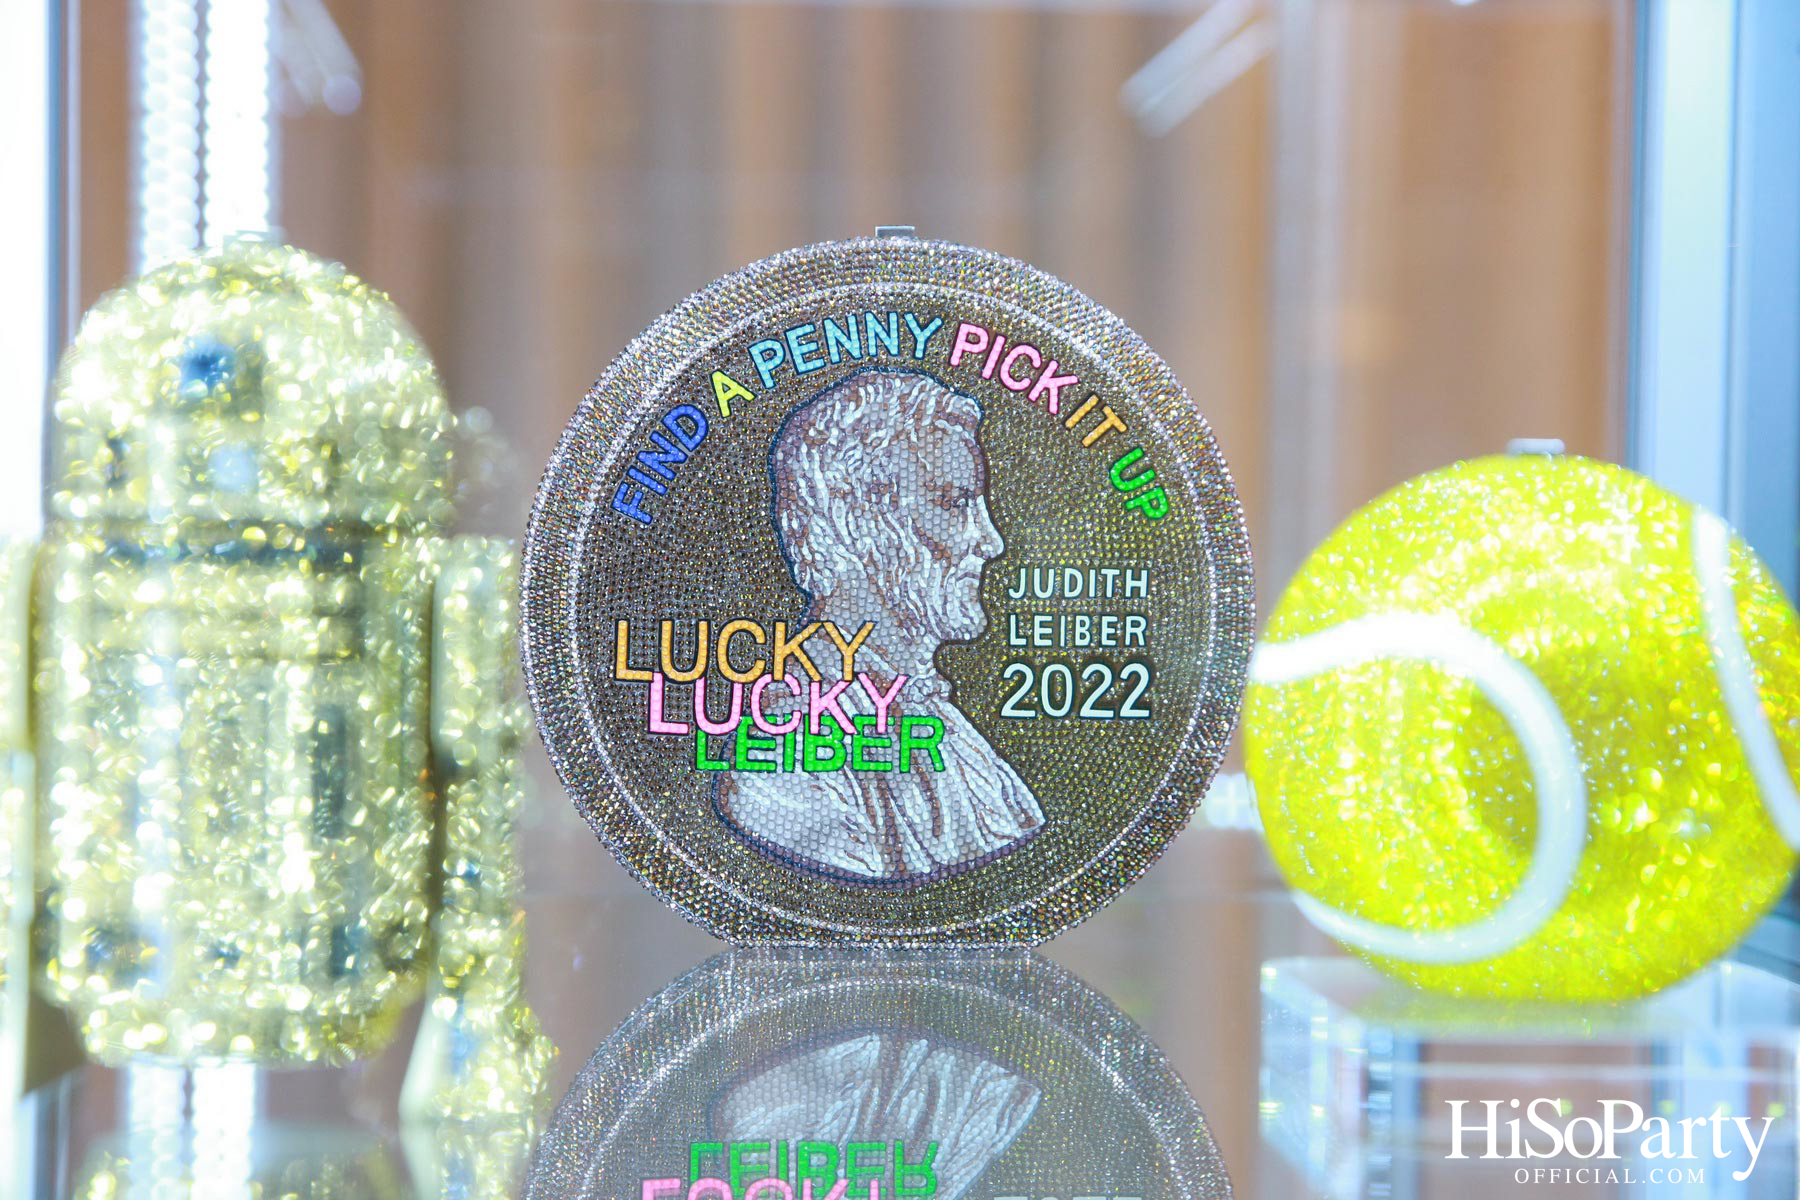 FIND A PENNY PICK IT UP
JUDITH
LEIBER
2022
LUCKY
LUCKY
LEIBER
HiSoParty
OFFICIAL.COM